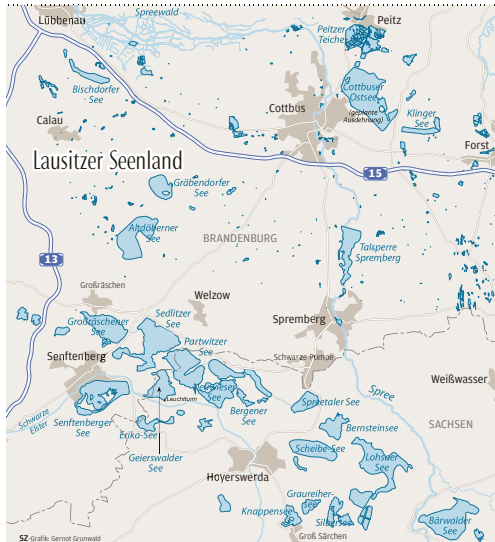 Lübbenau
Spreewald
Peitz
Peitzer
Teiche
Bischdorfer
-See
Cottbuser
Ostsee
(geplante
Ausdehnung)
Cottbus
Klinger
See
Calau
Forst
Lausitzer Seenland
15
Gräbendorfer
See
Altdöberner
See
BRANDENBURG
Talsperre
Spremberg
13
Großräschen
Welzow
Sedlitzer
See
Großräschener
See
Spremberg
Partwitzer
See
Senftenberg
Schwarze Pumpe
Neuwieser
See
Leuchtturm
Weißwasser
Spree
Schwarze
Elster
Senftenberger
See
Erika-See
Bergener
See
Spreetaler See
Bernsteinsee
SACHSEN
Geierswalder
See
Scheibe-See
Lohsaer
See
Hoyerswerda
Graureiher-
see
Knappensee
Silbersee
Bärwalder
See
Groß Särchen
SZ-Grafik: Gernot Grunwald